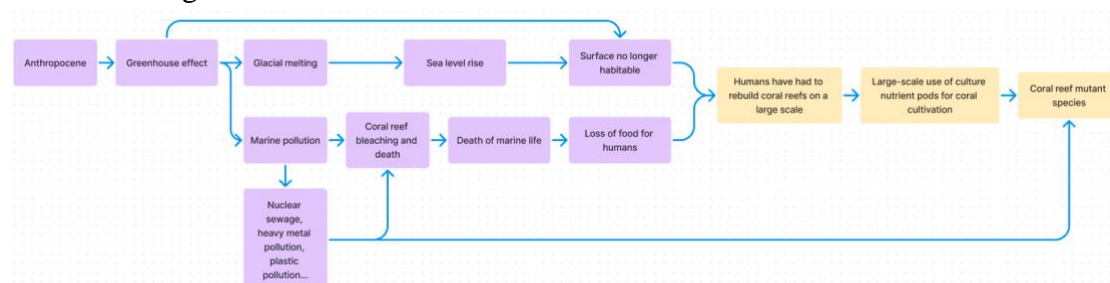 Anthropocene
Greenhouse effect
Glacial melting
Sea level rise
Surface no longer
habitable
Humans have had to
rebuild coral reefs on a
large scale
Large-scale use of culture
nutrient pods for coral
cultivation
Coral reef mutant
species
Marine pollution
Coral reef
bleaching and
death
Death of marine life
Loss of food for
humans
Nuclear
sewage,
heavy metal
pollution,
plastic
pollution...